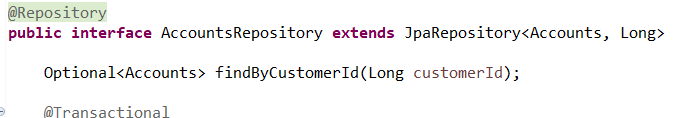 @Repository
public interface AccountsRepository extends JpaRepository<Accounts, Long>
Optional<Accounts> findByCustomerId(Long customerId);
@Transactional